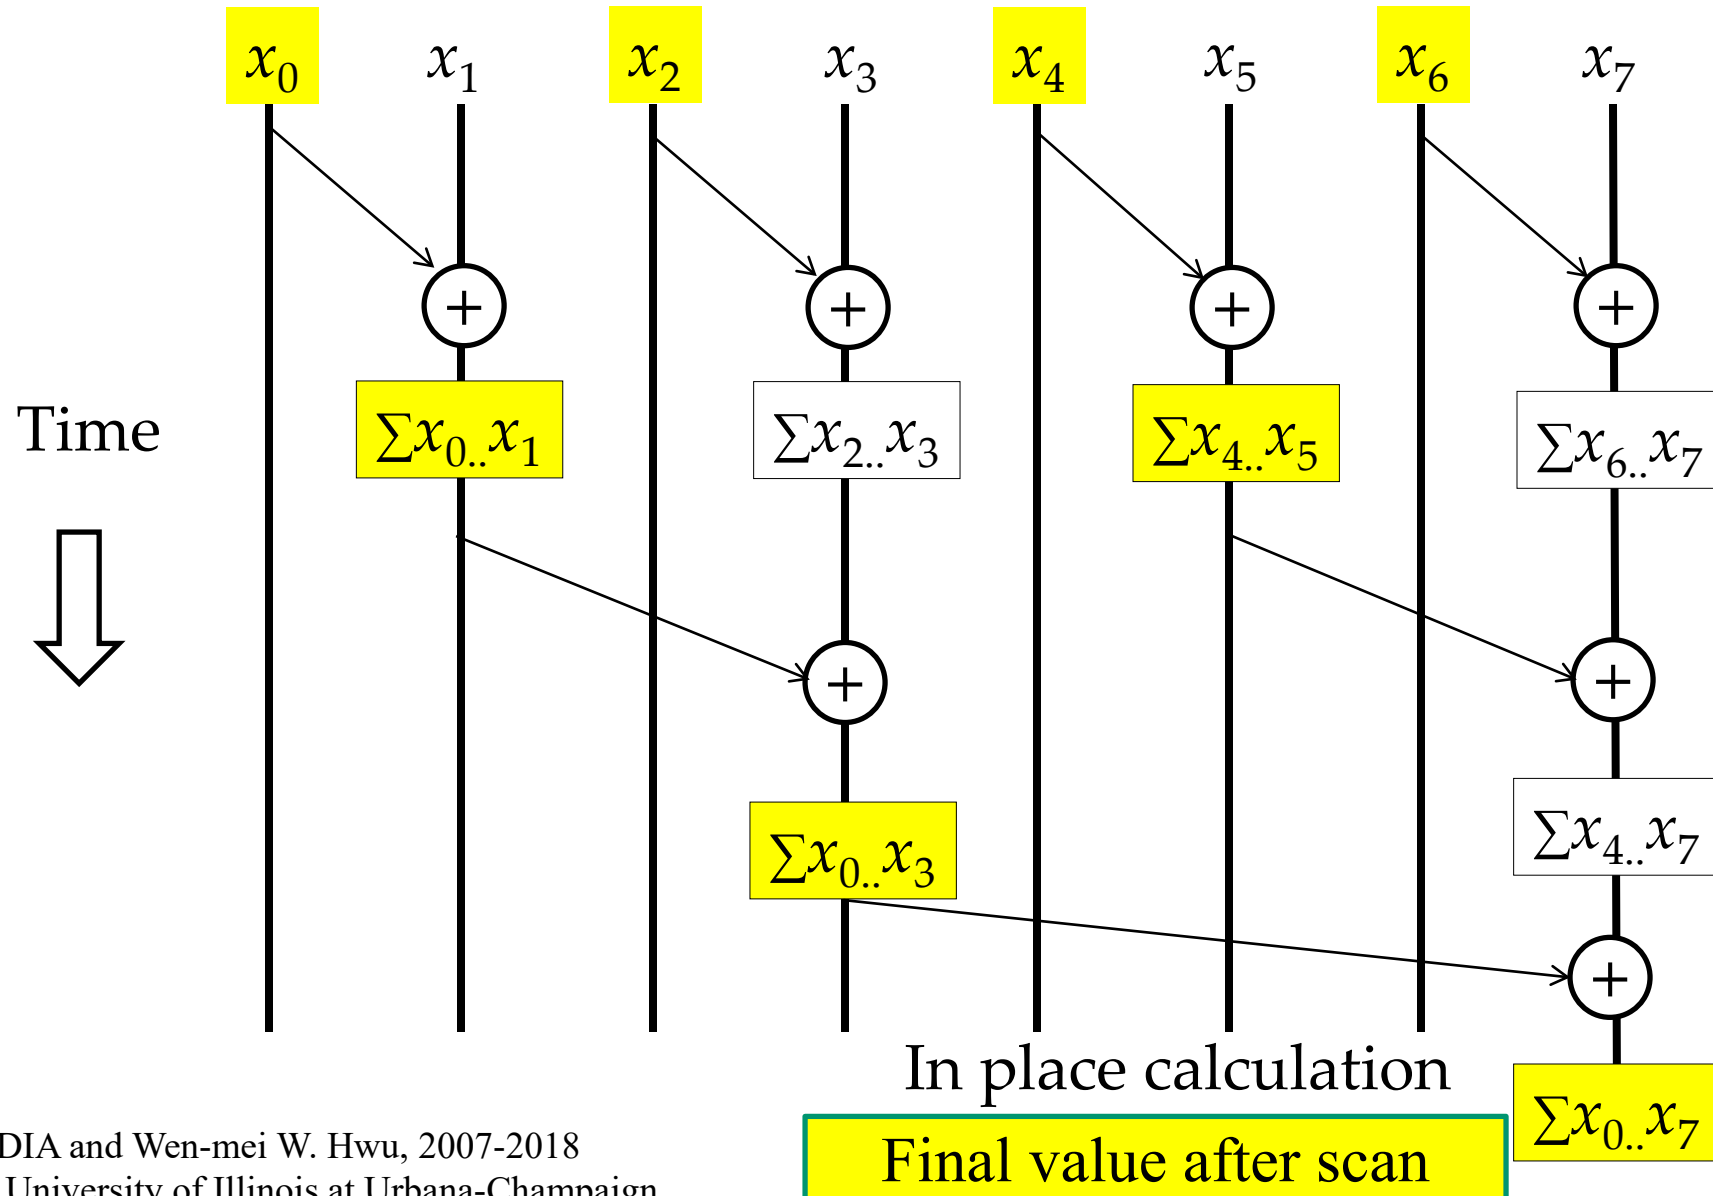 x₀ x₁ x₂ x₃ x₄ x₅ x₆ x₇
+ + + +
Time
∑x₀..x₁ ∑x₂..x₃ ∑x₄..x₅ ∑x₆..x₇
+ +
∑x₀..x₃ ∑x₄..x₇
+
In place calculation
∑x₀..x₇
DIA and Wen-mei W. Hwu, 2007-2018
Final value after scan
University of Illinois at Urbana-Champaign